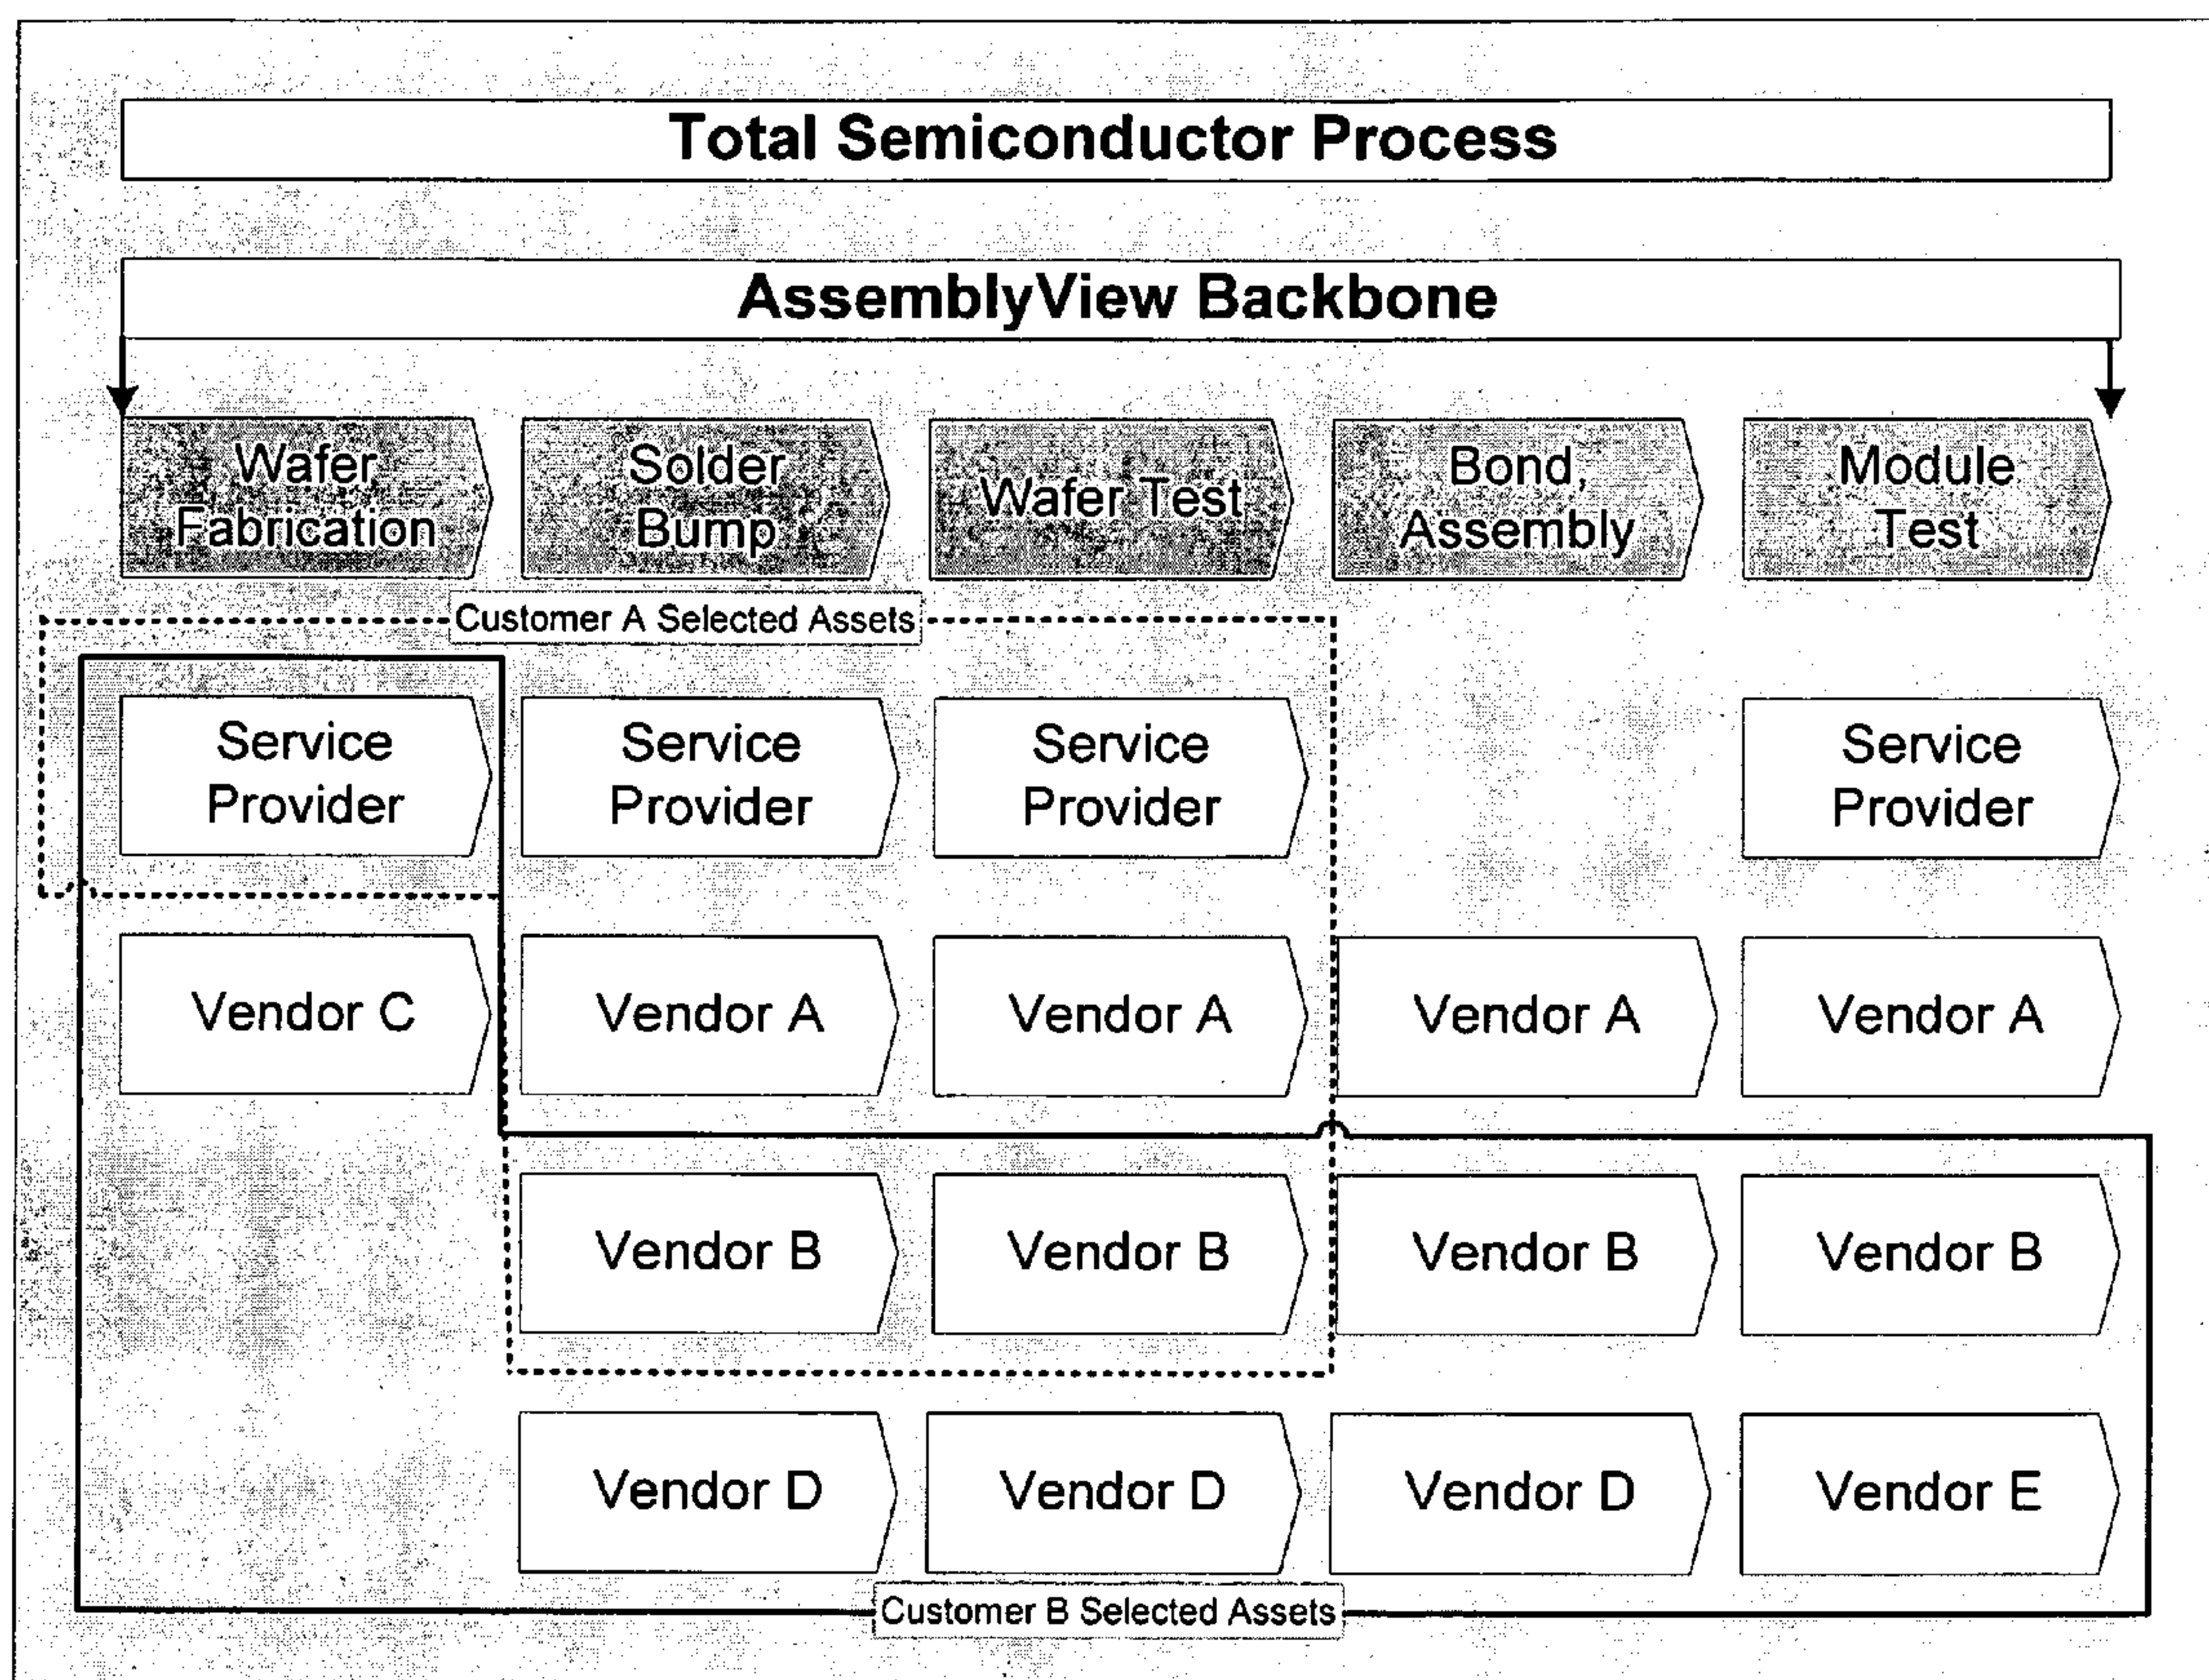 Total Semiconductor Process
AssemblyView Backbone
Wafer
Fabrication
Solder
Bump
Wafer Test
Bond,
Assembly
Module
Test
Customer A Selected Assets
Service
Provider
Service
Provider
Service
Provider
Service
Provider
Vendor C
Vendor A
Vendor A
Vendor A
Vendor A
Vendor B
Vendor B
Vendor B
Vendor B
Vendor D
Vendor D
Vendor D
Vendor E
Customer B Selected Assets